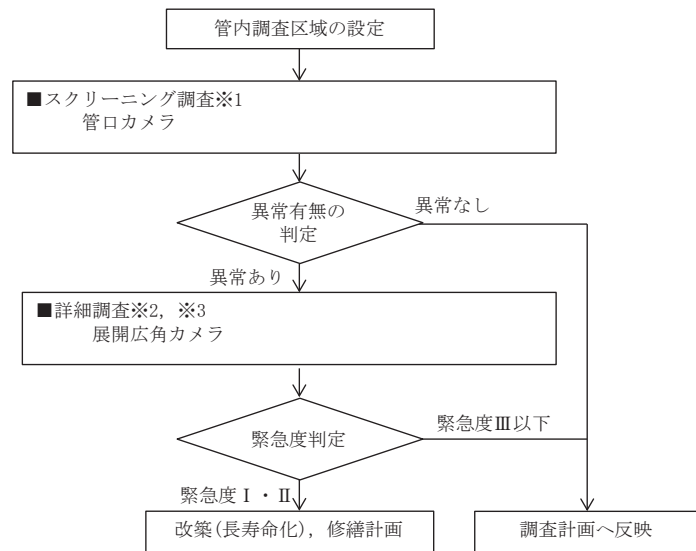 管内調査区域の設定
■スクリーニング調査※1
管口カメラ
異常有無の
判定
異常なし
異常あり
■詳細調査※2，※3
展開広角カメラ
緊急度判定
緊急度Ⅲ以下
緊急度Ⅰ・Ⅱ
改築(長寿命化)，修繕計画
調査計画へ反映